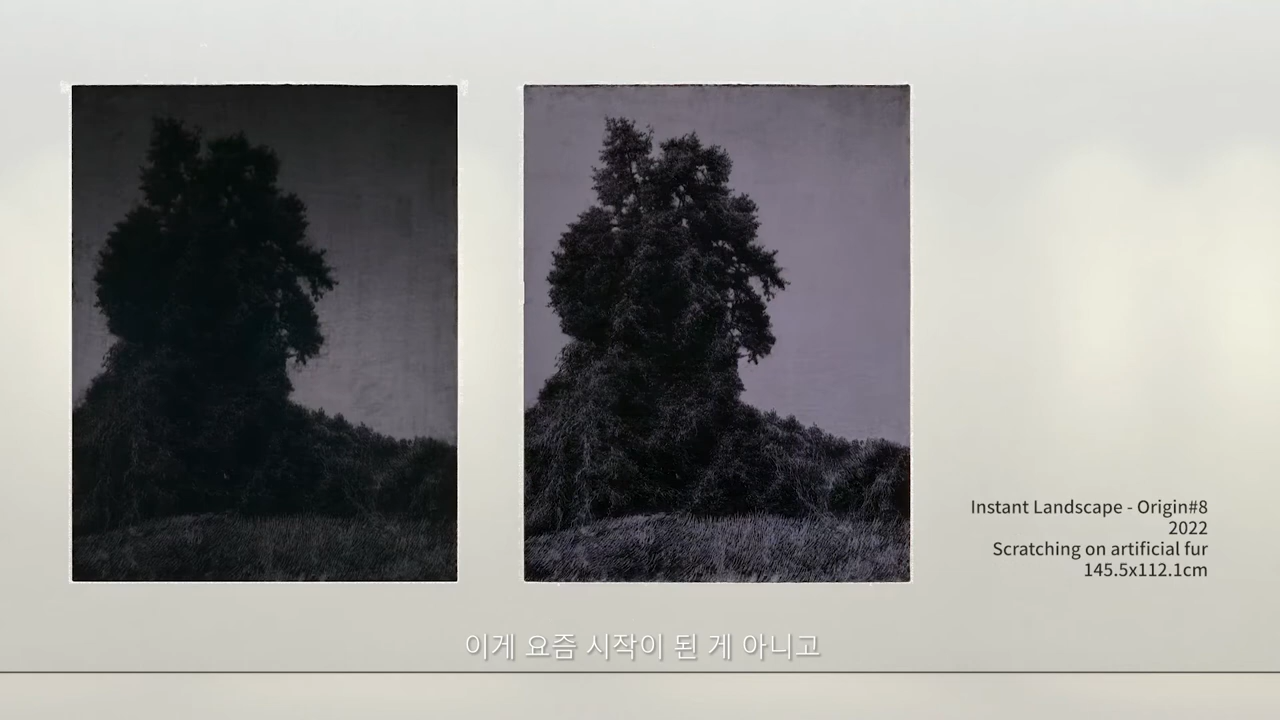 Instant Landscape - Origin#8
2022
Scratching on artificial fur
145.5x112.1cm
이게 요즘 시작이 된 게 아니고